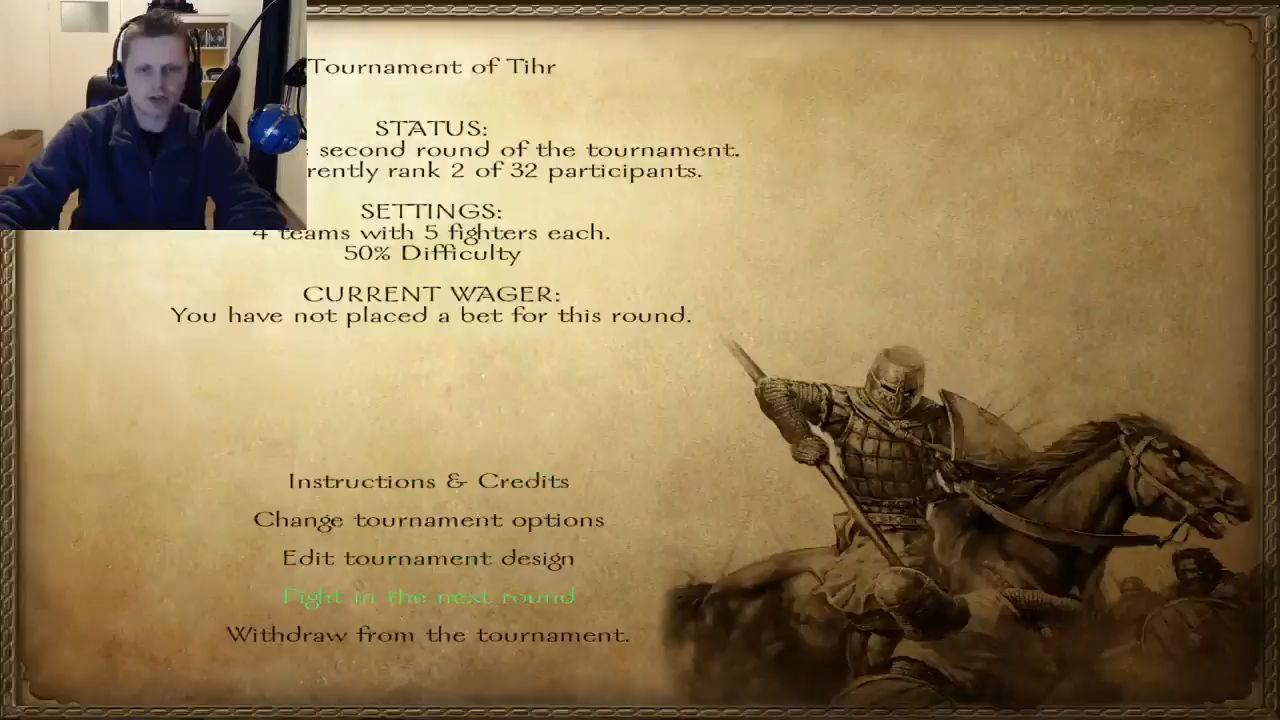 Tournament of Tihr
STATUS:
second round of the tournament.
rently rank 2 of 32 participants.
SETTINGS:
4 teams with 5 fighters each.
50% Difficulty
CURRENT WAGER:
You have not placed a bet for this round.
Instructions & Credits
Change tournament options
Edit tournament design
Fight in the next round
Withdraw from the tournament.